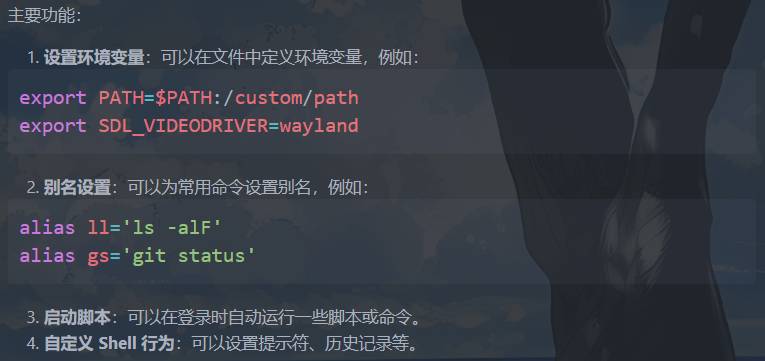 主要功能：
1. 设置环境变量：可以在文件中定义环境变量，例如：
export PATH=$PATH:/custom/path
export SDL_VIDEODRIVER=wayland
2. 别名设置：可以为常用命令设置别名，例如：
alias ll='ls -alF'
alias gs='git status'
3. 启动脚本：可以在登录时自动运行一些脚本或命令。
4. 自定义 Shell 行为：可以设置提示符、历史记录等。